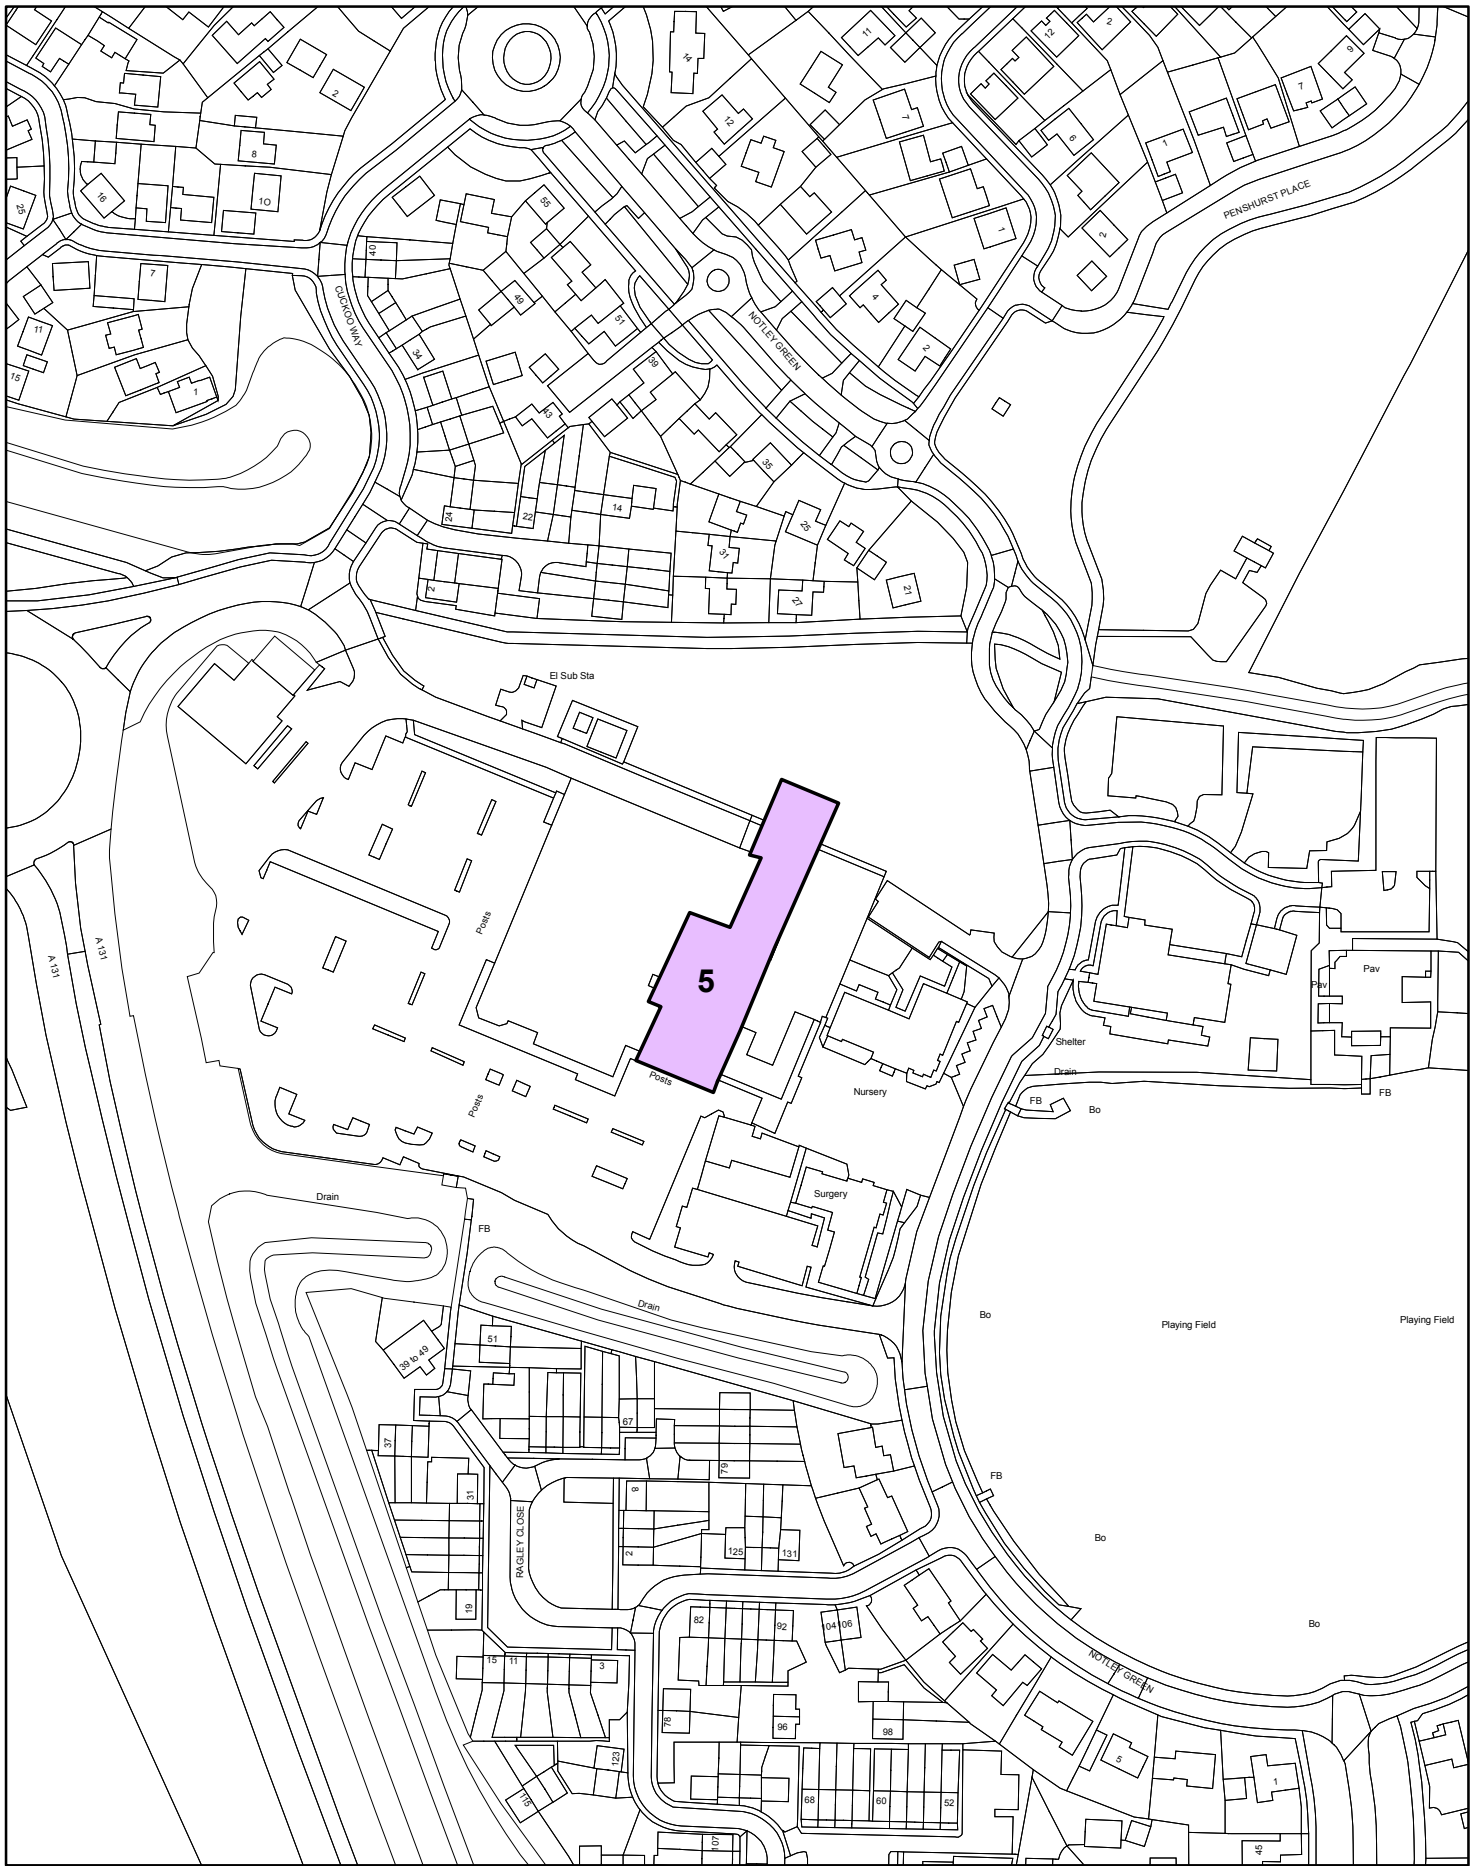 2
14
11
12
2
9
7
12
7
6
1
8
16
10
25
55
PENSHURST PLACE
40
1
2
7
CUCKOO WAY
49
4
51
NOTLEY GREEN
11
34
2
39
15
1
43
35
24
22
14
25
31
2
27
21
El Sub Sta
Posts
A 131
A 131
5
Pav
Pav
Shelter
Drain
Posts
Nursery
FB
FB
Bo
Posts
Drain
Surgery
FB
Drain
Bo
Playing Field
Playing Field
51
39 to 49
67
37
79
FB
31
8
RAGLEY CLOSE
Bo
2
125
131
19
82
92
104
106
Bo
15
11
3
NOTLEY GREEN
78
96
98
123
5
1
115
68
60
52
107
45